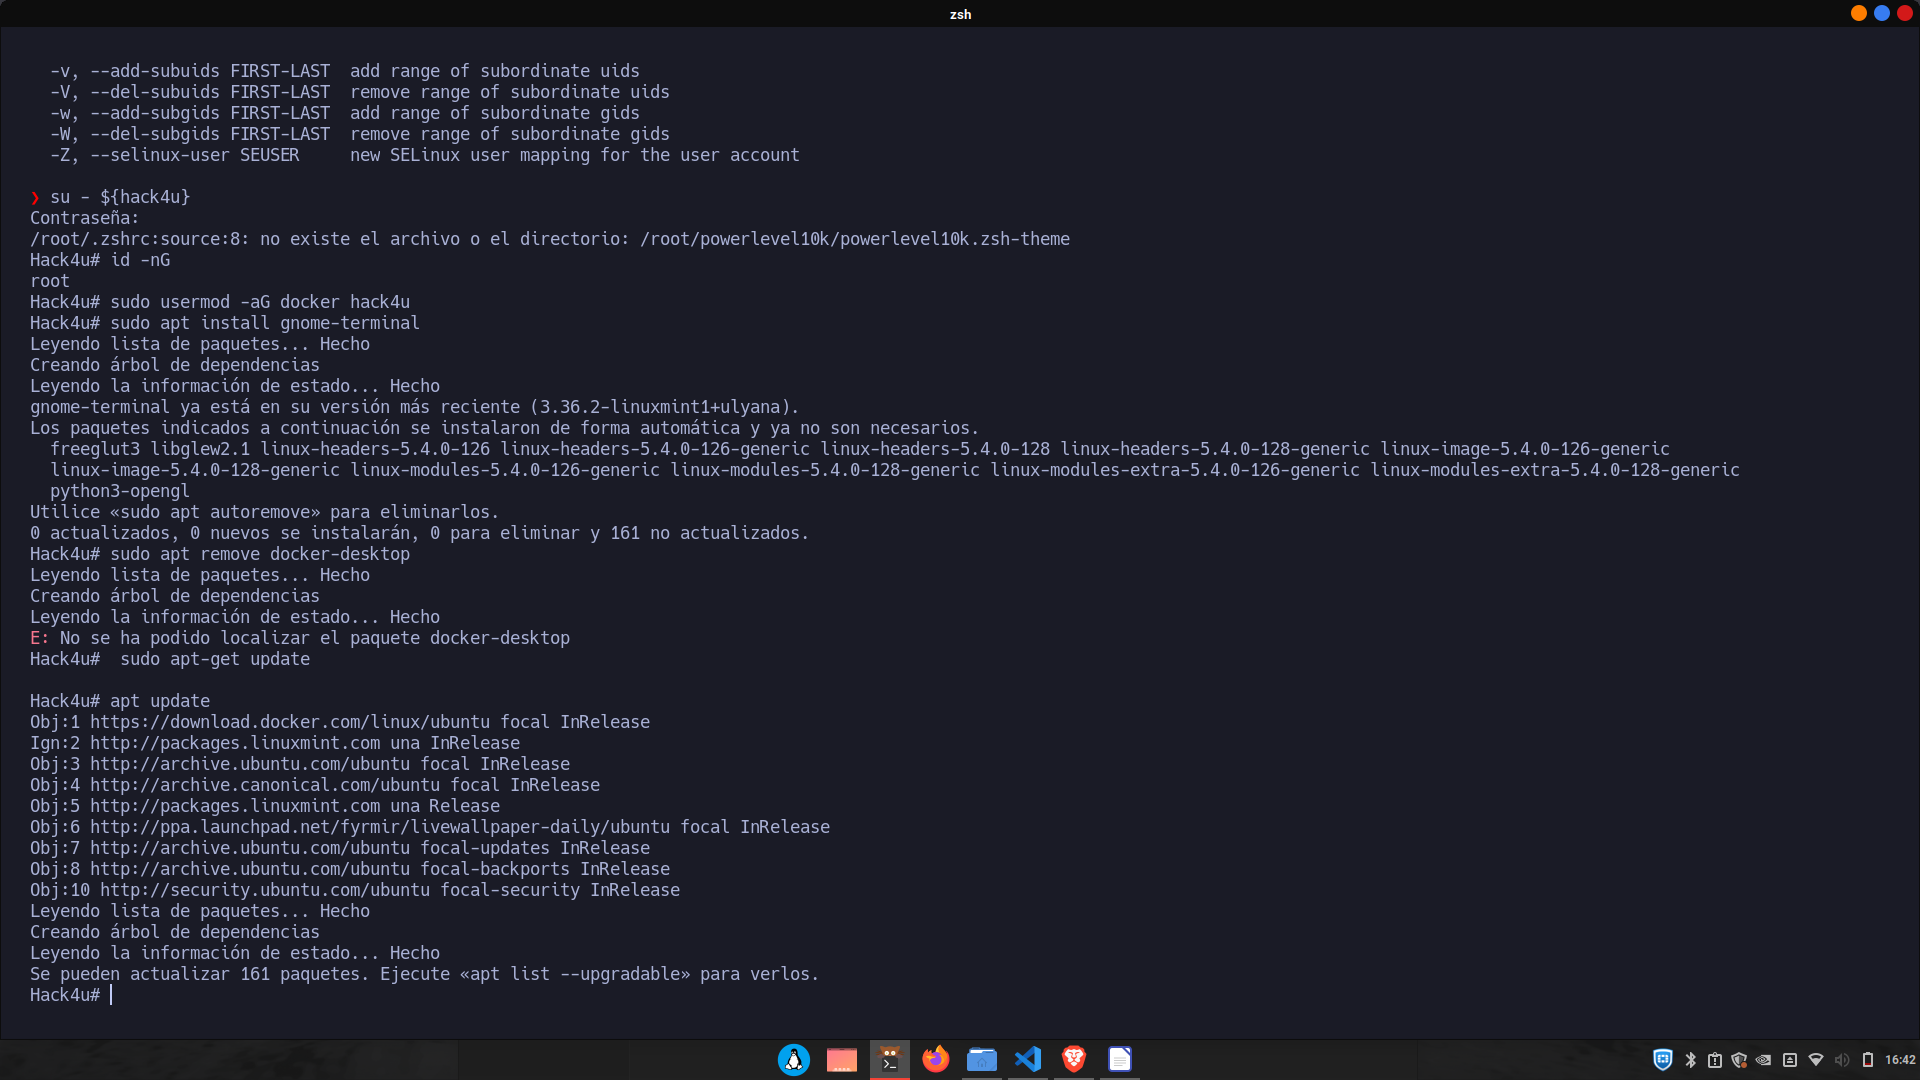 zsh
-v, --add-subuids FIRST-LAST  add range of subordinate uids
-V, --del-subuids FIRST-LAST  remove range of subordinate uids
-w, --add-subgids FIRST-LAST  add range of subordinate gids
-W, --del-subgids FIRST-LAST  remove range of subordinate gids
-Z, --selinux-user SEUSER     new SELinux user mapping for the user account
❯ su - ${hack4u}
Contraseña:
/root/.zshrc:source:8: no existe el archivo o el directorio: /root/powerlevel10k/powerlevel10k.zsh-theme
Hack4u# id -nG
root
Hack4u# sudo usermod -aG docker hack4u
Hack4u# sudo apt install gnome-terminal
Leyendo lista de paquetes... Hecho
Creando árbol de dependencias
Leyendo la información de estado... Hecho
gnome-terminal ya está en su versión más reciente (3.36.2-linuxmint1+ulyana).
Los paquetes indicados a continuación se instalaron de forma automática y ya no son necesarios.
  freeglut3 libglew2.1 linux-headers-5.4.0-126 linux-headers-5.4.0-126-generic linux-headers-5.4.0-128 linux-headers-5.4.0-128-generic linux-image-5.4.0-126-generic
  linux-image-5.4.0-128-generic linux-modules-5.4.0-126-generic linux-modules-5.4.0-128-generic linux-modules-extra-5.4.0-126-generic linux-modules-extra-5.4.0-128-generic
  python3-opengl
Utilice «sudo apt autoremove» para eliminarlos.
0 actualizados, 0 nuevos se instalarán, 0 para eliminar y 161 no actualizados.
Hack4u# sudo apt remove docker-desktop
Leyendo lista de paquetes... Hecho
Creando árbol de dependencias
Leyendo la información de estado... Hecho
E: No se ha podido localizar el paquete docker-desktop
Hack4u#  sudo apt-get update
Hack4u# apt update
Obj:1 https://download.docker.com/linux/ubuntu focal InRelease
Ign:2 http://packages.linuxmint.com una InRelease
Obj:3 http://archive.ubuntu.com/ubuntu focal InRelease
Obj:4 http://archive.canonical.com/ubuntu focal InRelease
Obj:5 http://packages.linuxmint.com una Release
Obj:6 http://ppa.launchpad.net/fyrmir/livewallpaper-daily/ubuntu focal InRelease
Obj:7 http://archive.ubuntu.com/ubuntu focal-updates InRelease
Obj:8 http://archive.ubuntu.com/ubuntu focal-backports InRelease
Obj:10 http://security.ubuntu.com/ubuntu focal-security InRelease
Leyendo lista de paquetes... Hecho
Creando árbol de dependencias
Leyendo la información de estado... Hecho
Se pueden actualizar 161 paquetes. Ejecute «apt list --upgradable» para verlos.
Hack4u#
16:42